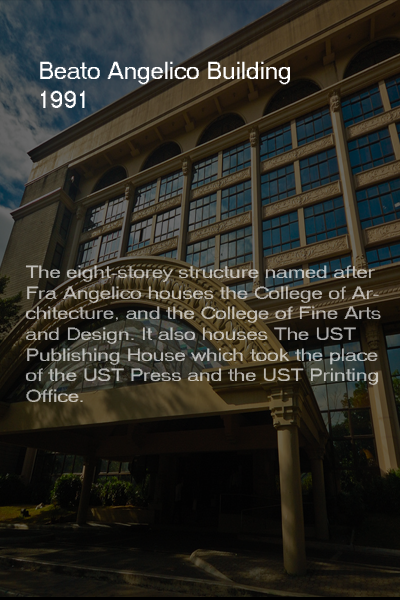 Beato Angelico Building
1991
The eight-storey structure named after
Fra Angelico houses the College of Ar-
chitecture, and the College of Fine Arts
and Design. It also houses The UST
Publishing House which took the place
of the UST Press and the UST Printing
Office.